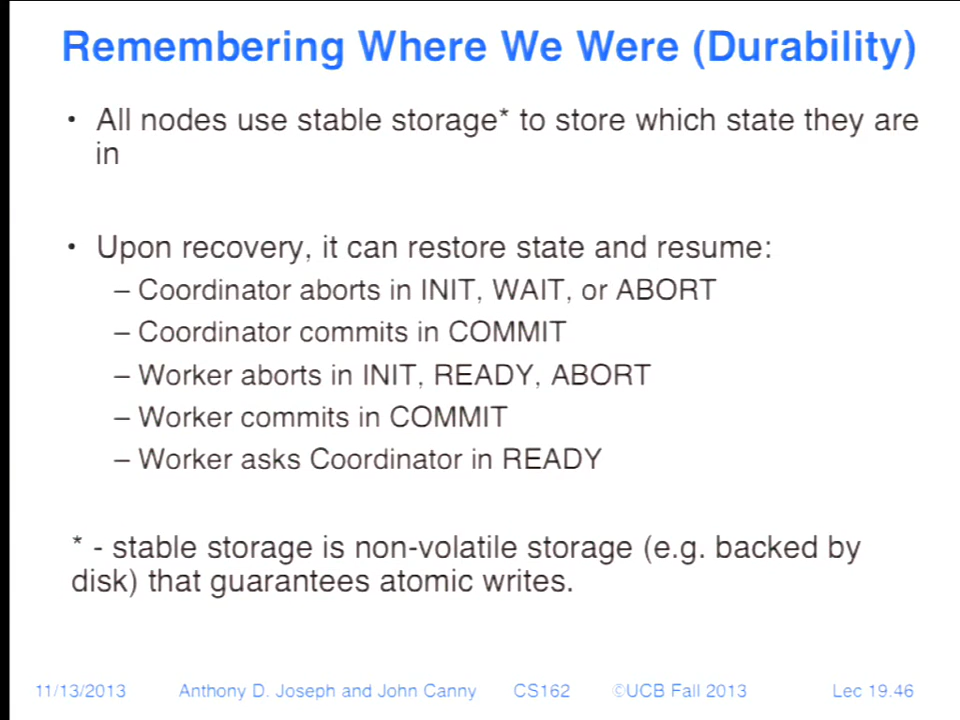 Remembering Where We Were (Durability)
• All nodes use stable storage* to store which state they are
in
• Upon recovery, it can restore state and resume:
– Coordinator aborts in INIT, WAIT, or ABORT
– Coordinator commits in COMMIT
– Worker aborts in INIT, READY, ABORT
– Worker commits in COMMIT
– Worker asks Coordinator in READY
* - stable storage is non-volatile storage (e.g. backed by
disk) that guarantees atomic writes.
11/13/2013 Anthony D. Joseph and John Canny CS162 ©UCB Fall 2013 Lec 19.46